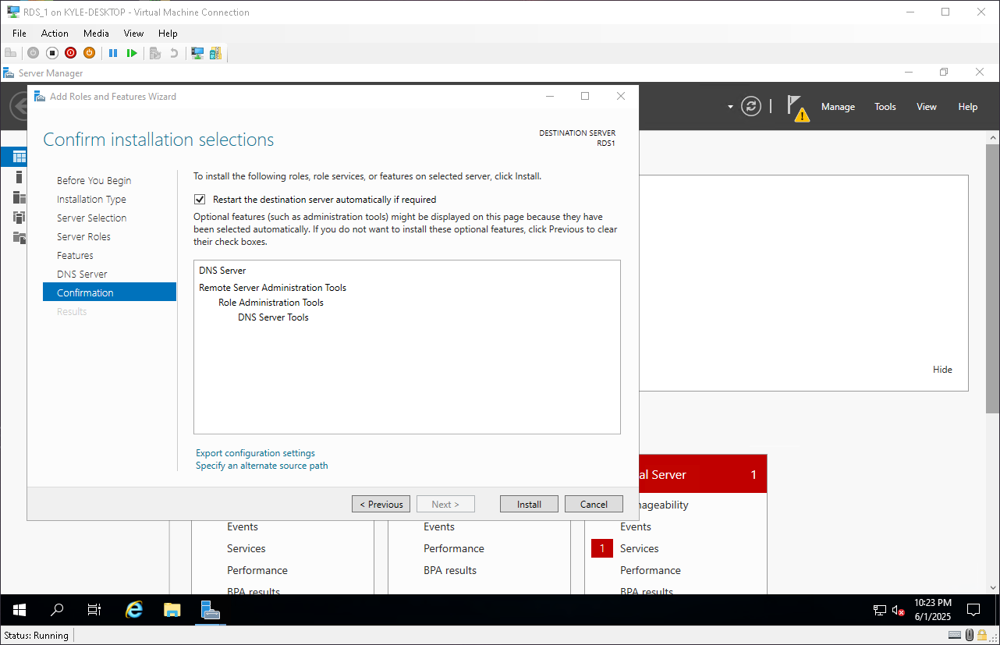 RDS_1 on KYLE-DESKTOP - Virtual Machine Connection
File Action Media View Help
Server Manager
Add Roles and Features Wizard
Manage Tools View Help
Confirm installation selections
DESTINATION SERVER
RDS1
Before You Begin
Installation Type
Server Selection
Server Roles
Features
DNS Server
Confirmation
Results
To install the following roles, role services, or features on selected server, click Install.
Restart the destination server automatically if required
Optional features (such as administration tools) might be displayed on this page because they have
been selected automatically. If you do not want to install these optional features, click Previous to clear
their check boxes.
DNS Server
Remote Server Administration Tools
Role Administration Tools
DNS Server Tools
Export configuration settings
Specify an alternate source path
< Previous Next > Install Cancel
Hide
al Server 1
nageability
Events Events Events
Services Performance 1 Services
Performance BPA results Performance
BPA results BPA results
10:23 PM
6/1/2025
Status: Running